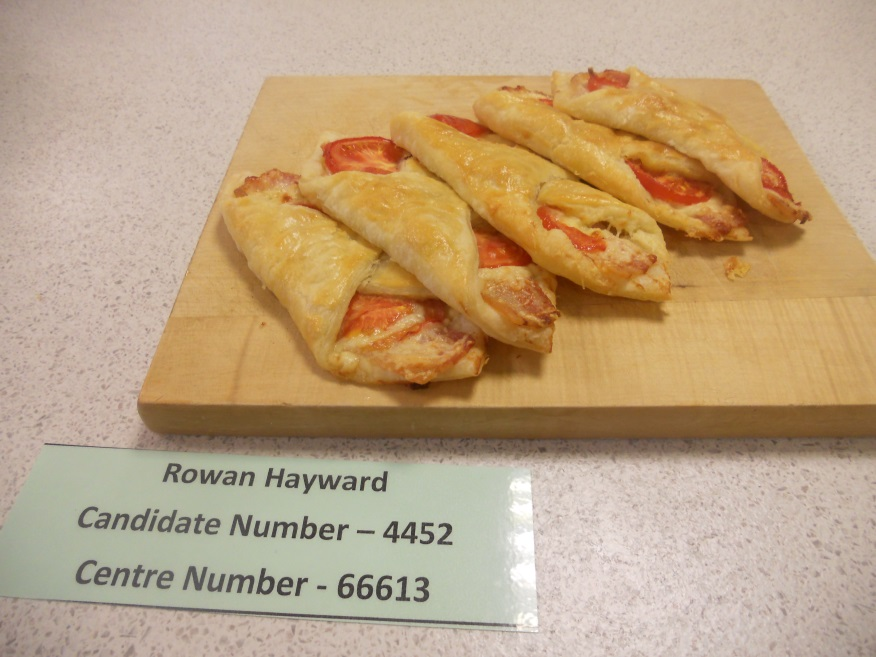 Rowan Hayward
Candidate Number – 4452
Centre Number - 66613